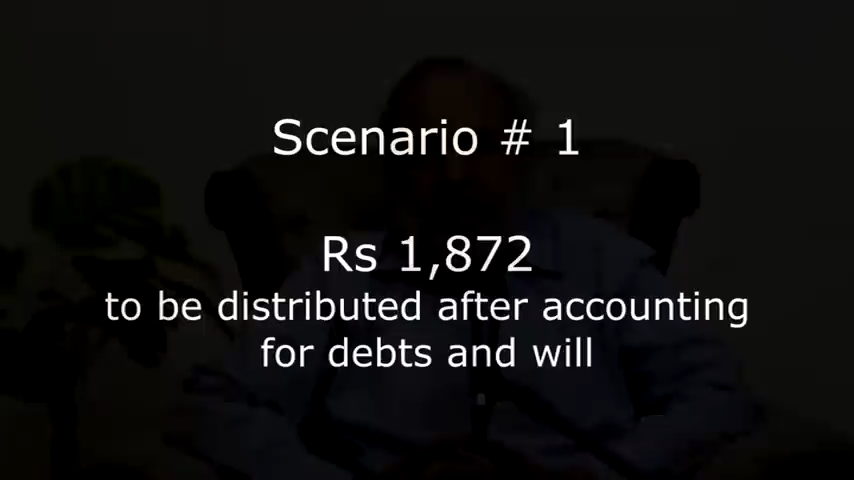 Scenario # 1
Rs 1,872
to be distributed after accounting
for debts and will